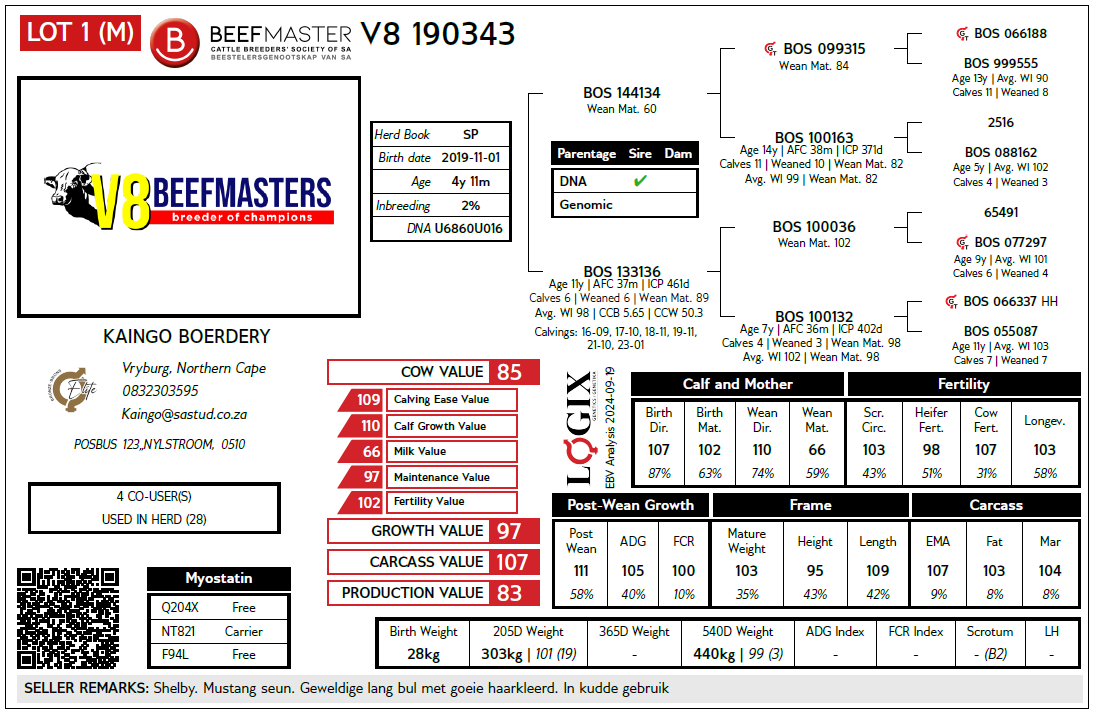 LOT 1 (M)
B
BEEFMASTER
CATTLE BREEDERS' SOCIETY OF SA
BEESTELERSGENOOTSKAP VAN SA
V8 190343
V8 BEEFMASTERS
breeder of champions
Herd Book SP
Birth date 2019-11-01
Age 4y 11m
Inbreeding 2%
DNA U6860U016
BOS 144134
Wean Mat. 60
Parentage Sire Dam
DNA ✔
Genomic
BOS 133136
Age 11y | AFC 37m | ICP 461d
Calves 6 | Weaned 6 | Wean Mat. 89
Avg. WI 98 | CCB 5.65 | CCW 50.3
Calvings: 16-09, 17-10, 18-11, 19-11,
21-10, 23-01
BOS 099315
Wean Mat. 84
BOS 100163
Age 14y | AFC 38m | ICP 371d
Calves 11 | Weaned 10 | Wean Mat. 82
Avg. WI 99 | Wean Mat. 82
BOS 100036
Wean Mat. 102
BOS 100132
Age 7y | AFC 36m | ICP 402d
Calves 4 | Weaned 3 | Wean Mat. 98
Avg. WI 102 | Wean Mat. 98
BOS 066188
BOS 999555
Age 13y | Avg. WI 90
Calves 11 | Weaned 8
2516
BOS 088162
Age 5y | Avg. WI 102
Calves 4 | Weaned 3
65491
BOS 077297
Age 9y | Avg. WI 101
Calves 6 | Weaned 4
BOS 066337 HH
BOS 055087
Age 11y | Avg. WI 103
Calves 7 | Weaned 7
KAINGO BOERDERY
Elite
Vryburg, Northern Cape
0832303595
Kaingo@sastud.co.za
POSBUS 123,,NYLSTROOM, 0510
4 CO-USER(S)
USED IN HERD (28)
Myostatin
Q204X Free
NT821 Carrier
F94L Free
COW VALUE 85
109 Calving Ease Value
110 Calf Growth Value
66 Milk Value
97 Maintenance Value
102 Fertility Value
GROWTH VALUE 97
CARCASS VALUE 107
PRODUCTION VALUE 83
LOGIX
EBV Analysis 2024-09-19
Calf and Mother Fertility
Birth Dir. Birth Mat. Wean Dir. Wean Mat. Scr. Circ. Heifer Fert. Cow Fert. Longev.
107 102 110 66 103 98 107 103
87% 63% 74% 59% 43% 51% 31% 58%
Post-Wean Growth Frame Carcass
Post Wean ADG FCR Mature Weight Height Length EMA Fat Mar
111 105 100 103 95 109 107 103 104
58% 40% 10% 35% 43% 42% 9% 8% 8%
Birth Weight 205D Weight 365D Weight 540D Weight ADG Index FCR Index Scrotum LH
28kg 303kg | 101 (19) - 440kg | 99 (3) - - - (B2) -
SELLER REMARKS: Shelby. Mustang seun. Geweldige lang bul met goeie haarkleerd. In kudde gebruik